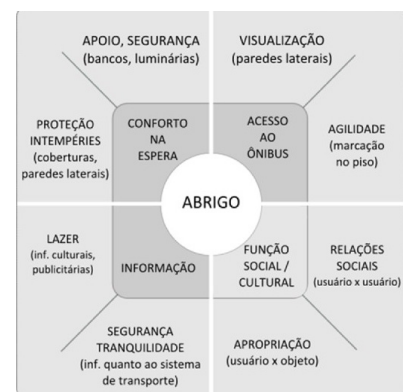 APOIO, SEGURANÇA
(bancos, luminárias)
VISUALIZAÇÃO
(paredes laterais)
PROTEÇÃO
INTEMPÉRIES
(coberturas,
paredes laterais)
CONFORTO
NA
ESPERA
ACESSO
AO
ÔNIBUS
AGILIDADE
(marcação
no piso)
ABRIGO
LAZER
(inf. culturais,
publicitárias)
INFORMAÇÃO
FUNÇÃO
SOCIAL /
CULTURAL
RELAÇÕES
SOCIAIS
(usuário x usuário)
SEGURANÇA
TRANQUILIDADE
(inf. quanto ao sistema
de transporte)
APROPRIAÇÃO
(usuário x objeto)